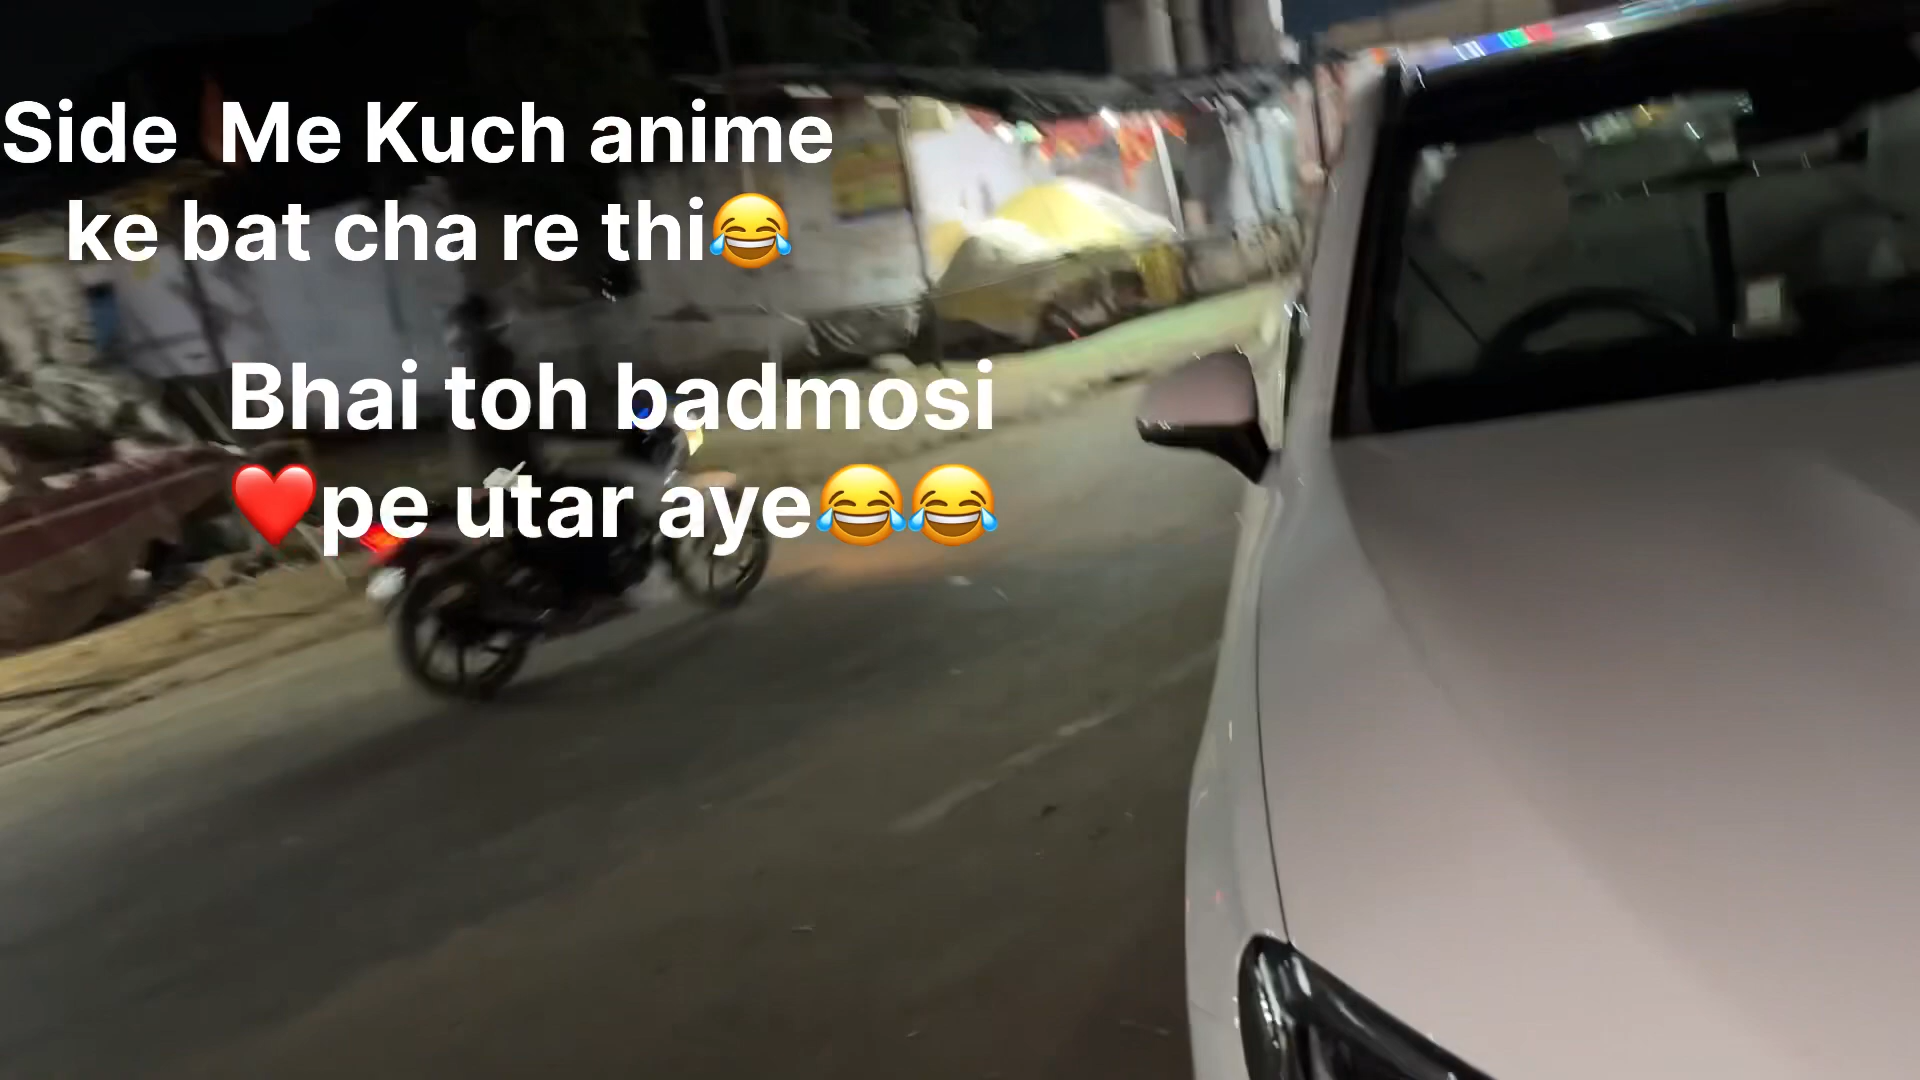 Side  Me Kuch anime
ke bat cha re thi😂
Bhai toh badmosi
❤️pe utar aye😂😂